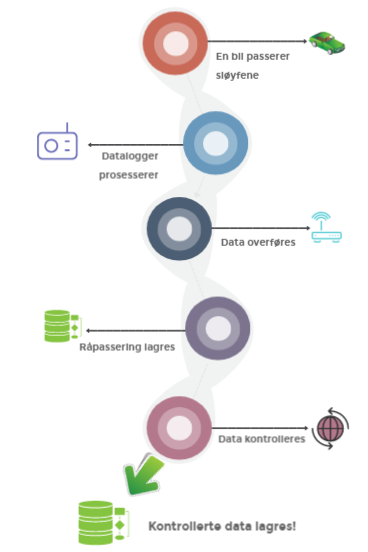 En bil passerer
sløyfene
Datalogger
prosesserer
Data overføres
Råpassering lagres
Data kontrolleres
Kontrollerte data lagres!